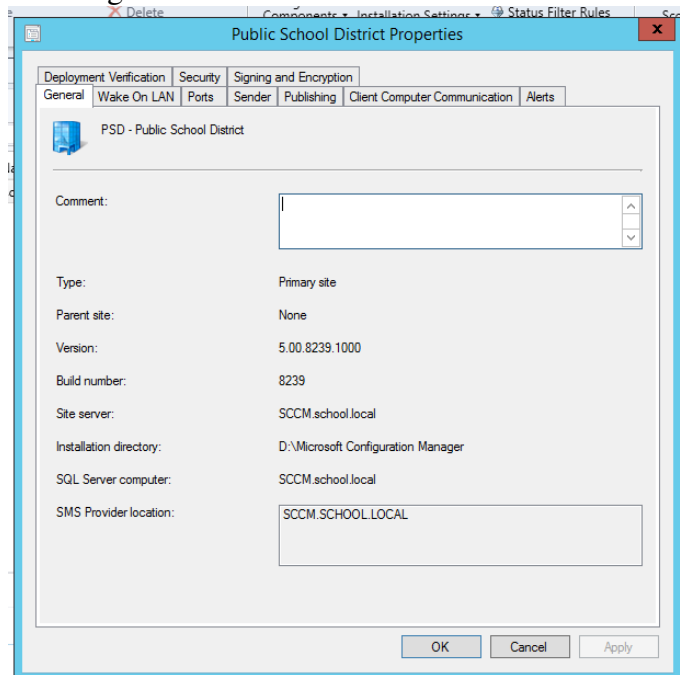 Delete
Components Installation Settings Status Filter Rules
Public School District Properties
x
Deployment Verification Security Signing and Encryption
General Wake On LAN Ports Sender Publishing Client Computer Communication Alerts
PSD - Public School District
Comment:
Type: Primary site
Parent site: None
Version: 5.00.8239.1000
Build number: 8239
Site server: SCCM.school.local
Installation directory: D:\Microsoft Configuration Manager
SQL Server computer: SCCM.school.local
SMS Provider location: SCCM.SCHOOL.LOCAL
OK Cancel Apply